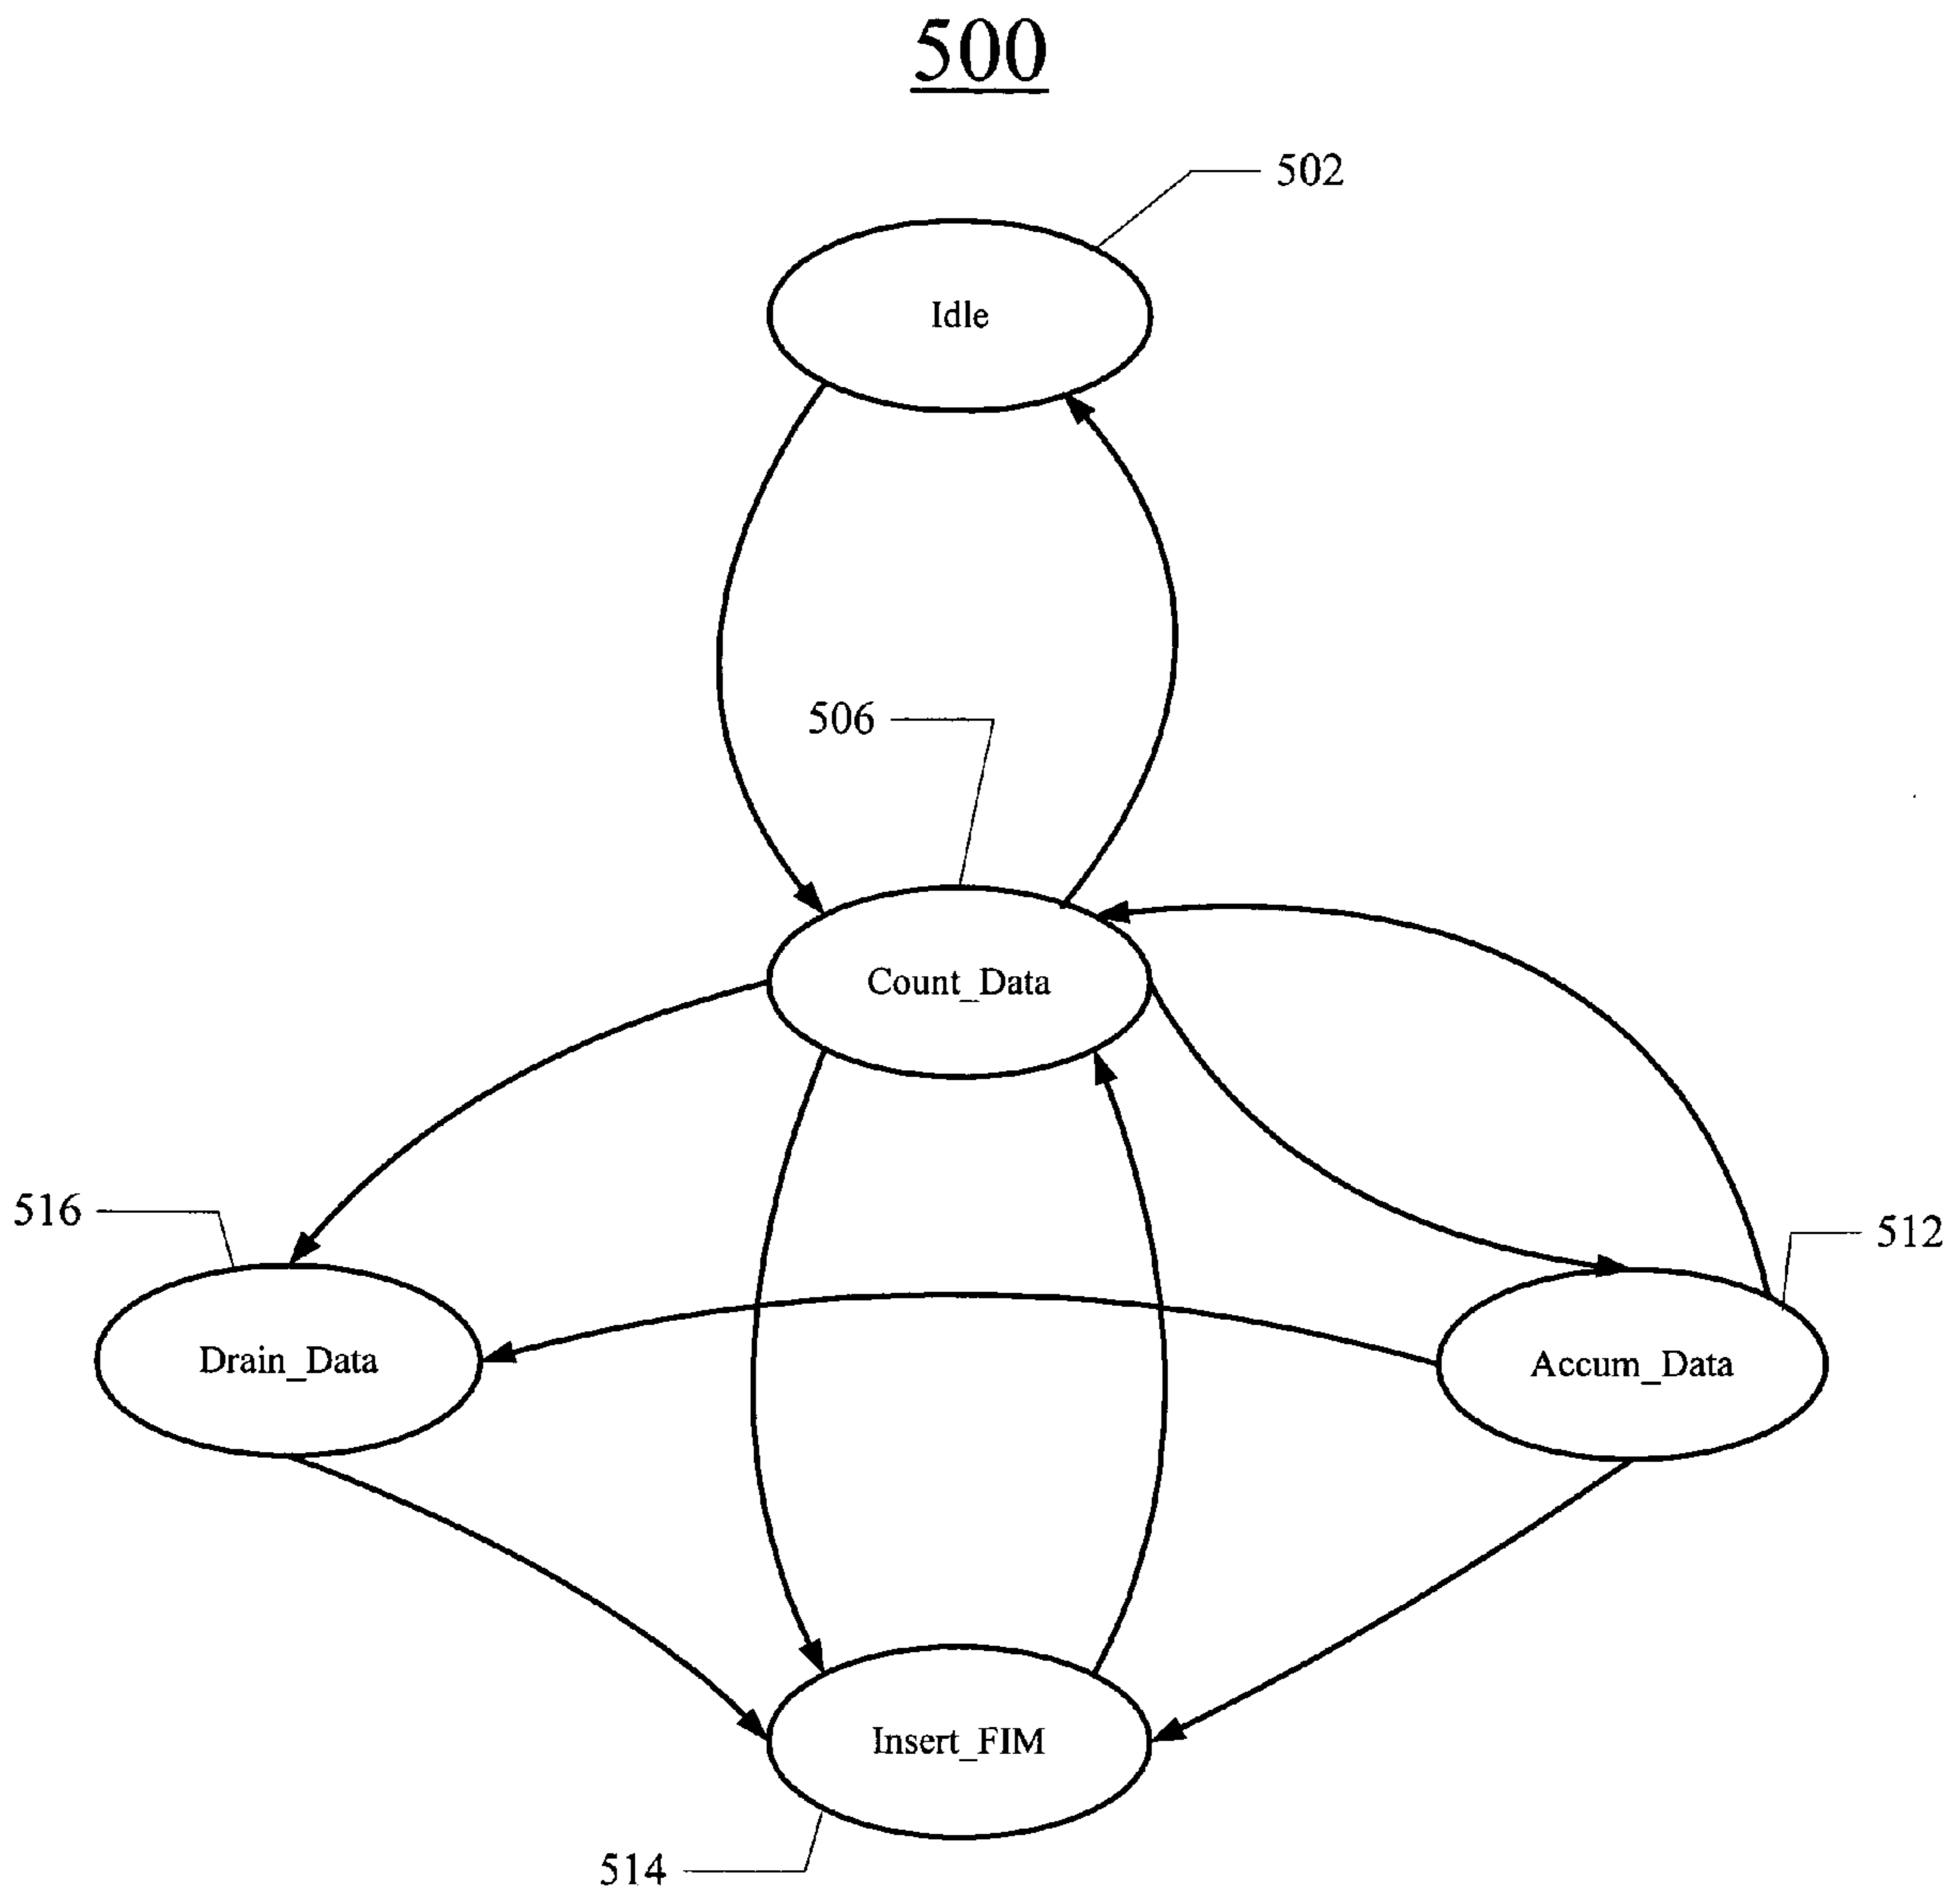 500
502
Idle
506
Count_Data
516
512
Drain_Data
Accum_Data
Insert_FIM
514